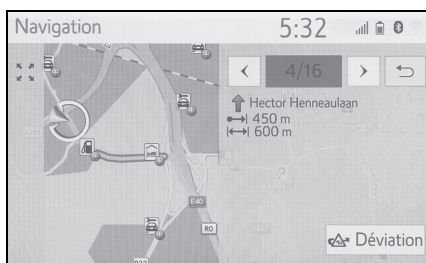 Navigation 5:32
4/16
Hector Henneaulaan
450 m
600 m
E40
R0
Déviation